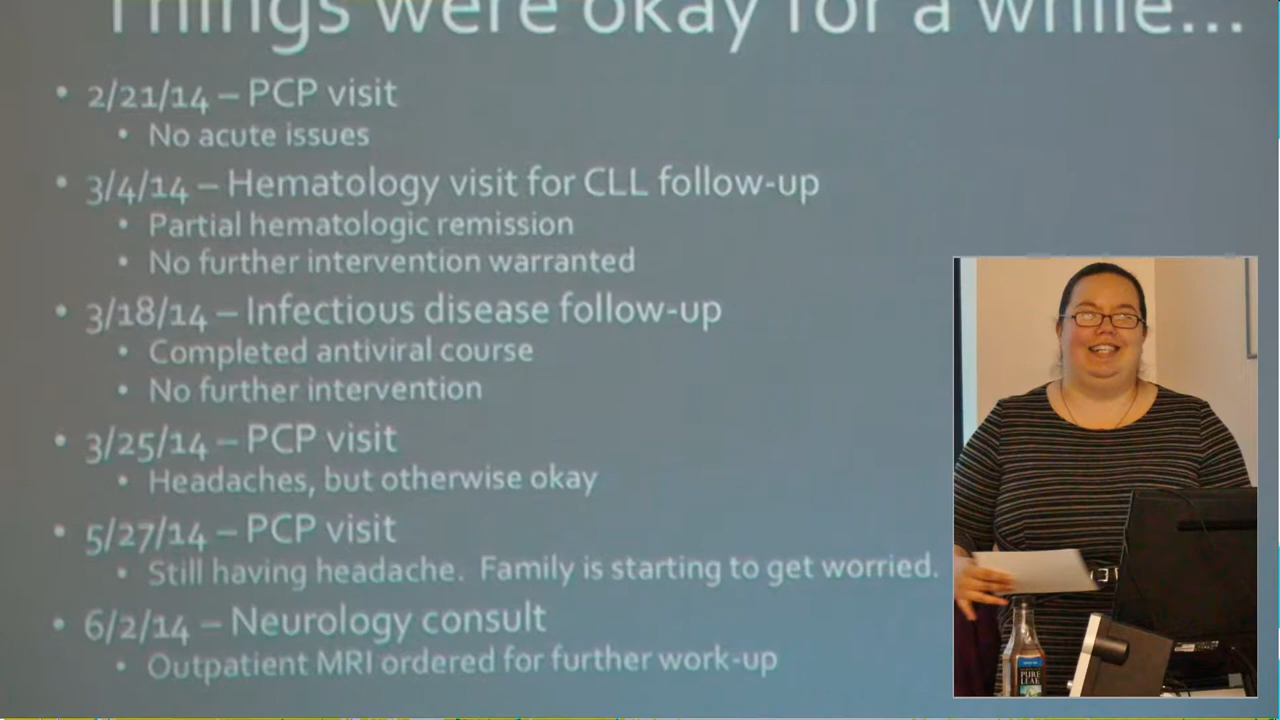 Things were okay for a while...
• 2/21/14 – PCP visit
• No acute issues
• 3/4/14 – Hematology visit for CLL follow-up
• Partial hematologic remission
• No further intervention warranted
• 3/18/14 – Infectious disease follow-up
• Completed antiviral course
• No further intervention
• 3/25/14 – PCP visit
• Headaches, but otherwise okay
• 5/27/14 – PCP visit
• Still having headache.  Family is starting to get worried.
• 6/2/14 – Neurology consult
• Outpatient MRI ordered for further work-up
PURE
LEAF